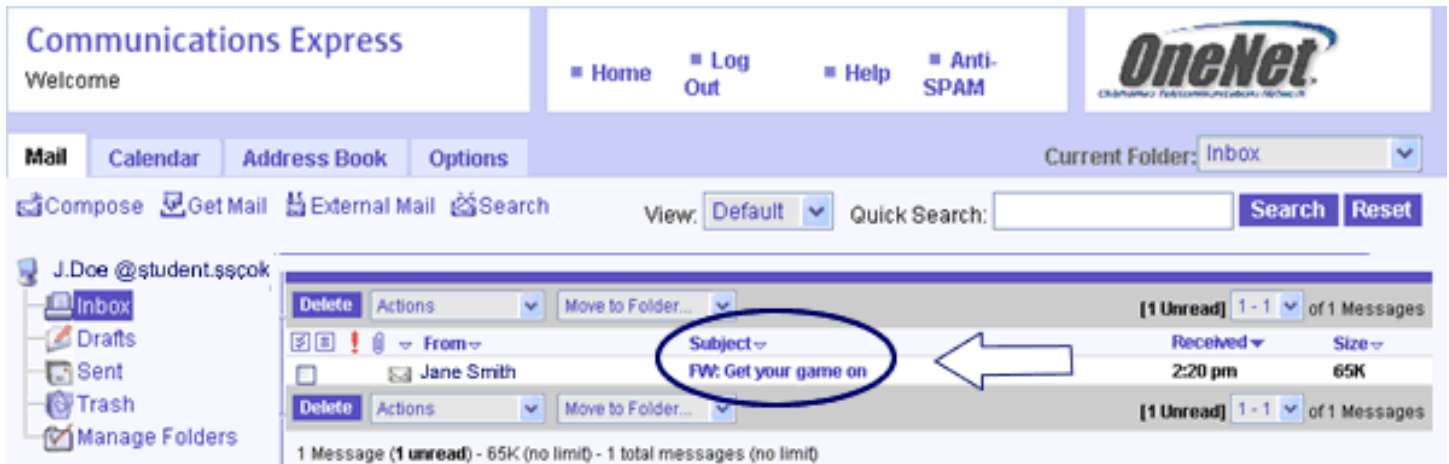 Communications Express
Welcome
Home
Log
Out
Help
Anti-
SPAM
OneNet
Mail Calendar Address Book Options
Current Folder: Inbox
Compose Get Mail External Mail Search
View: Default Quick Search: Search Reset
J.Doe @student.sscok
Inbox
Drafts
Sent
Trash
Manage Folders
Delete Actions Move to Folder... [1 Unread] 1 - 1 of 1 Messages
From Subject Received Size
Jane Smith FW: Get your game on 2:20 pm 65K
Delete Actions Move to Folder... [1 Unread] 1 - 1 of 1 Messages
1 Message (1 unread) - 65K (no limit) - 1 total messages (no limit)